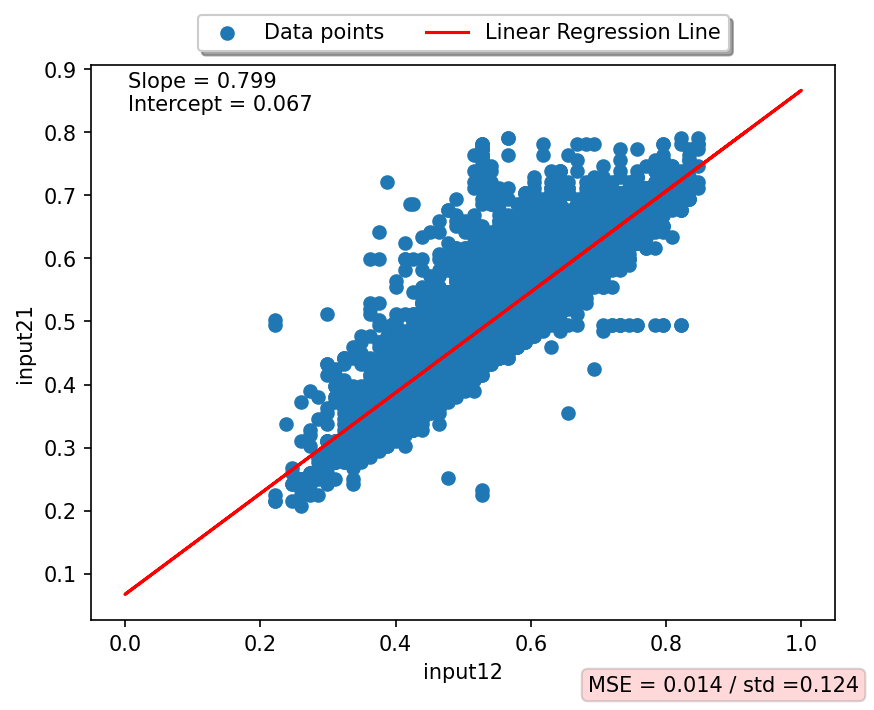 Data points
Linear Regression Line
Slope = 0.799
Intercept = 0.067
0.9
0.8
0.7
0.6
0.5
0.4
0.3
0.2
0.1
input21
0.0
0.2
0.4
0.6
0.8
1.0
input12
MSE = 0.014 / std =0.124